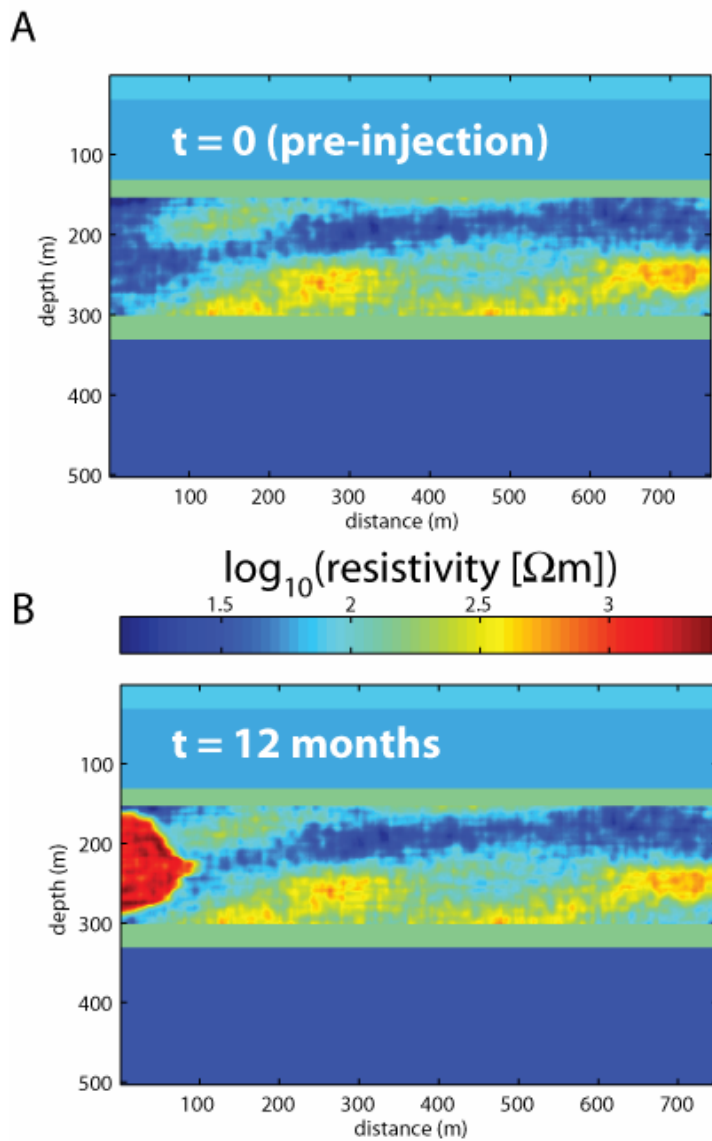 A
t = 0 (pre-injection)
100
200
300
400
500
depth (m)
100 200 300 400 500 600 700
distance (m)
log₁₀(resistivity [Ωm])
B
1.5 2 2.5 3
t = 12 months
100
200
300
400
500
depth (m)
100 200 300 400 500 600 700
distance (m)